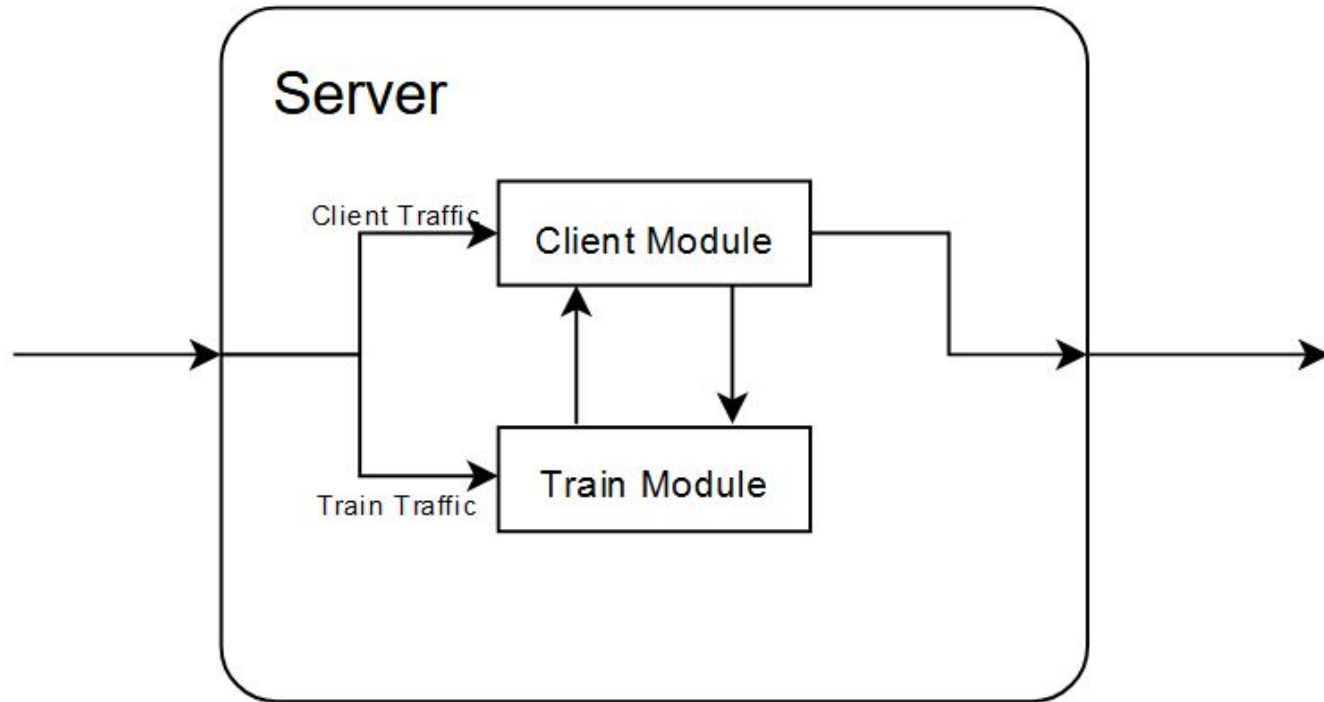 Server
Client Traffic
Client Module
Train Module
Train Traffic